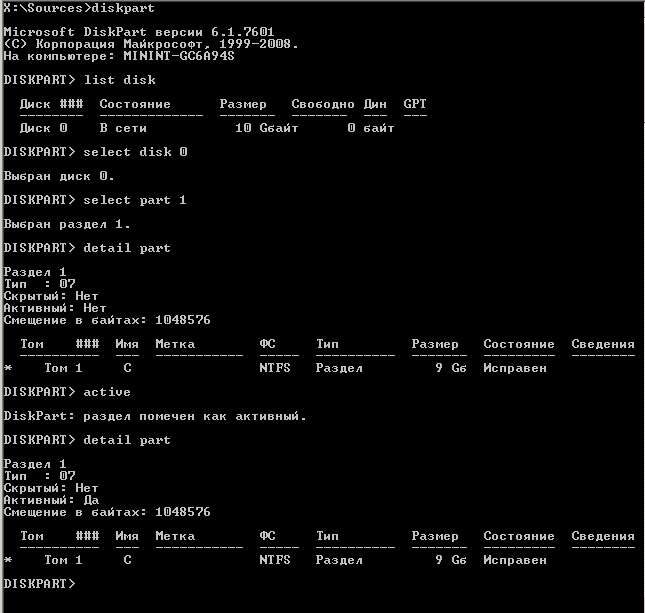 X:\Sources>diskpart
Microsoft DiskPart версии 6.1.7601
(C) Корпорация Майкрософт, 1999-2008.
На компьютере: MININT-GC6A94S
DISKPART> list disk
Диск ###  Состояние      Размер   Свободно  Дин  GPT
--------  -------------  -------  -------  ---  ---
Диск 0    В сети           10 Gбайт      0 байт
DISKPART> select disk 0
Выбран диск 0.
DISKPART> select part 1
Выбран раздел 1.
DISKPART> detail part
Раздел 1
Тип  : 07
Скрытый: Нет
Активный: Нет
Смещение в байтах: 1048576
Том    ###  Имя  Метка        ФС     Тип         Размер   Состояние  Сведения
----------  ---  -----------  -----  ----------  -------  ---------  --------
*    Том 1     C                NTFS   Раздел         9 Gб  Исправен
DISKPART> active
DiskPart: раздел помечен как активный.
DISKPART> detail part
Раздел 1
Тип  : 07
Скрытый: Нет
Активный: Да
Смещение в байтах: 1048576
Том    ###  Имя  Метка        ФС     Тип         Размер   Состояние  Сведения
----------  ---  -----------  -----  ----------  -------  ---------  --------
*    Том 1     C                NTFS   Раздел         9 Gб  Исправен
DISKPART>